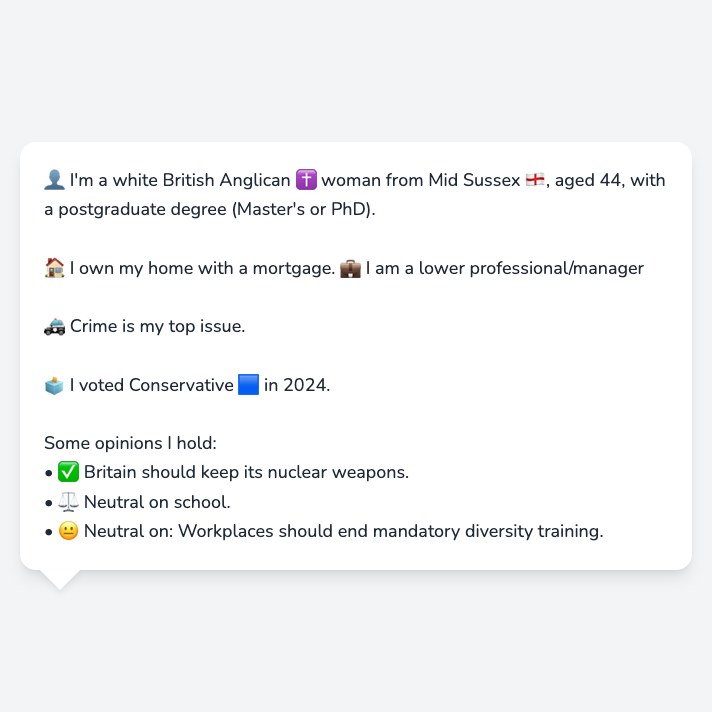 👤 I'm a white British Anglican ✝️ woman from Mid Sussex 🏴󠁧󠁢󠁥󠁮󠁧󠁿, aged 44, with
a postgraduate degree (Master's or PhD).
🏠 I own my home with a mortgage. 💼 I am a lower professional/manager
🚓 Crime is my top issue.
🗳️ I voted Conservative 🟦 in 2024.
Some opinions I hold:
• ✅ Britain should keep its nuclear weapons.
• ⚖️ Neutral on school.
• 😐 Neutral on: Workplaces should end mandatory diversity training.